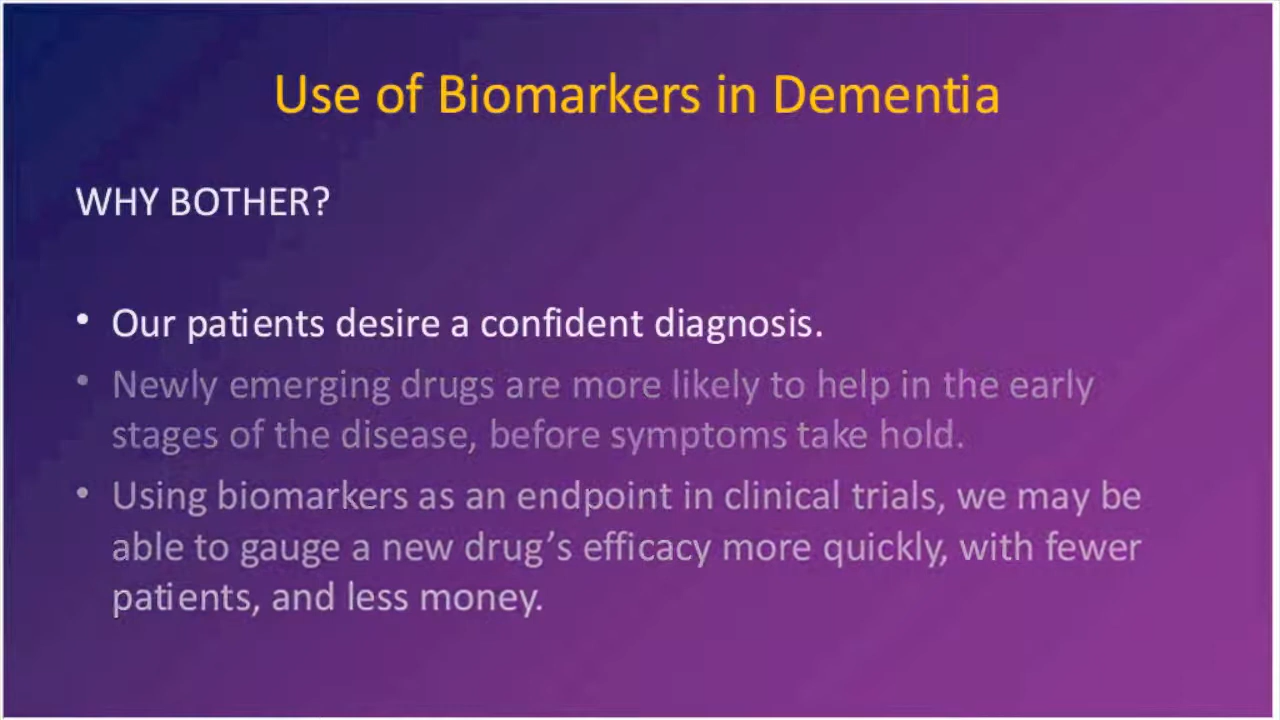 Use of Biomarkers in Dementia
WHY BOTHER?
• Our patients desire a confident diagnosis.
• Newly emerging drugs are more likely to help in the early
stages of the disease, before symptoms take hold.
• Using biomarkers as an endpoint in clinical trials, we may be
able to gauge a new drug’s efficacy more quickly, with fewer
patients, and less money.